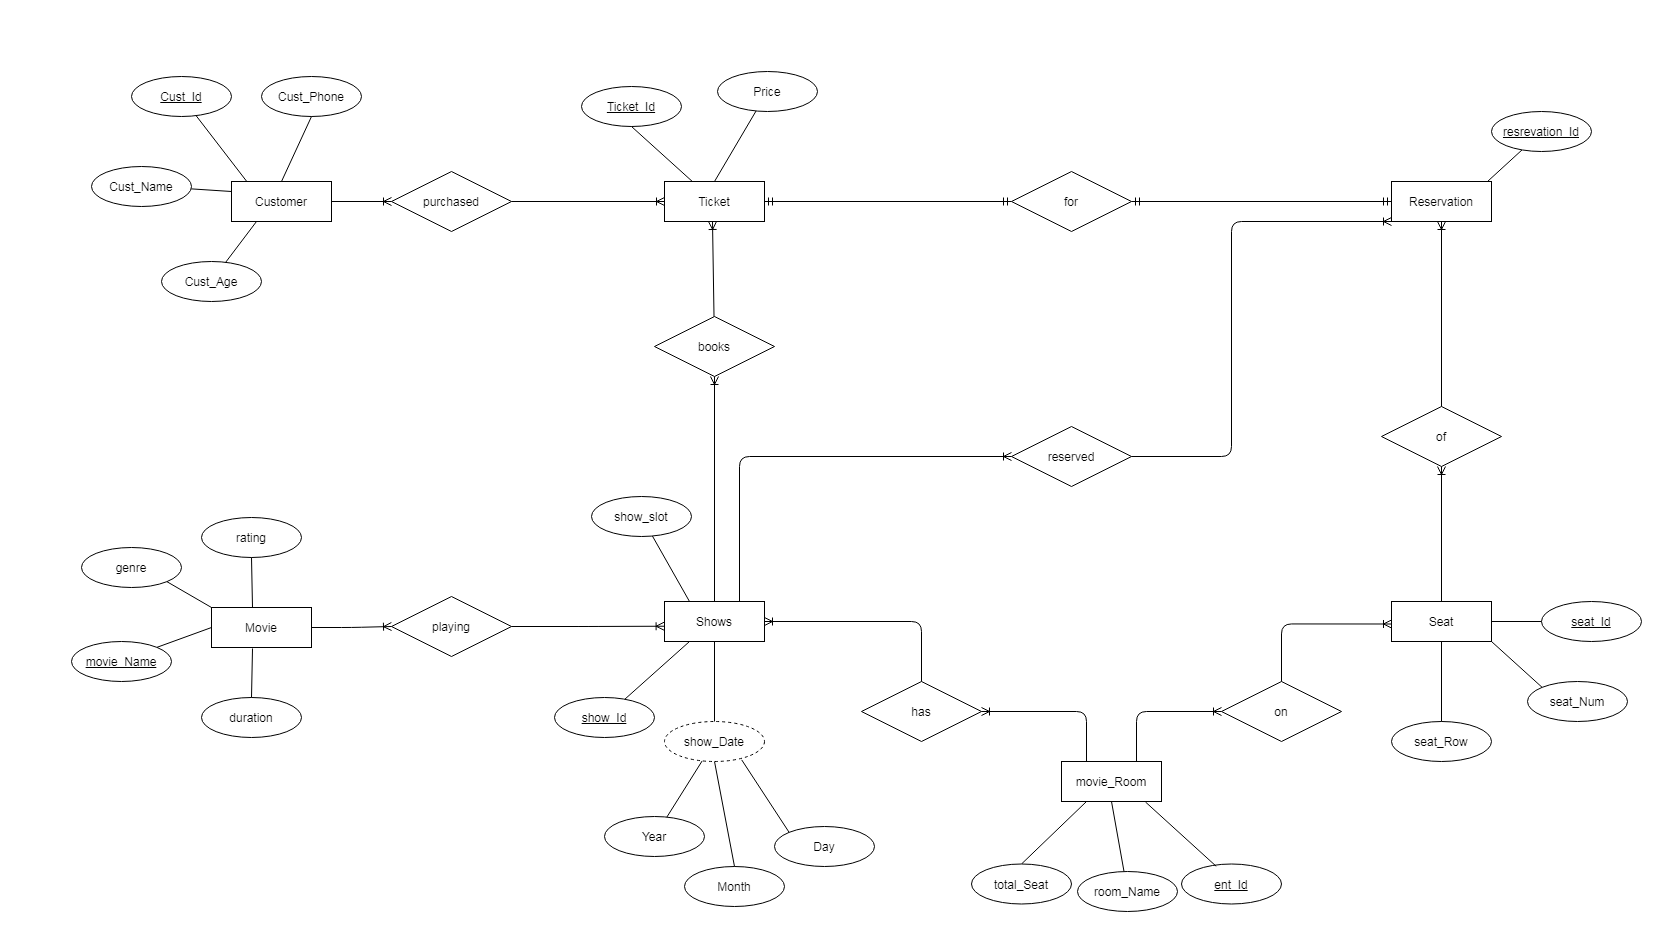 Cust_Id
Cust_Phone
Ticket_Id
Price
resrevation_Id
Cust_Name
Customer
purchased
Ticket
for
Reservation
Cust_Age
books
of
reserved
show_slot
rating
genre
Movie
playing
Shows
Seat
seat_Id
movie_Name
duration
show_Id
show_Date
has
on
seat_Num
seat_Row
movie_Room
Year
Day
Month
total_Seat
room_Name
ent_Id